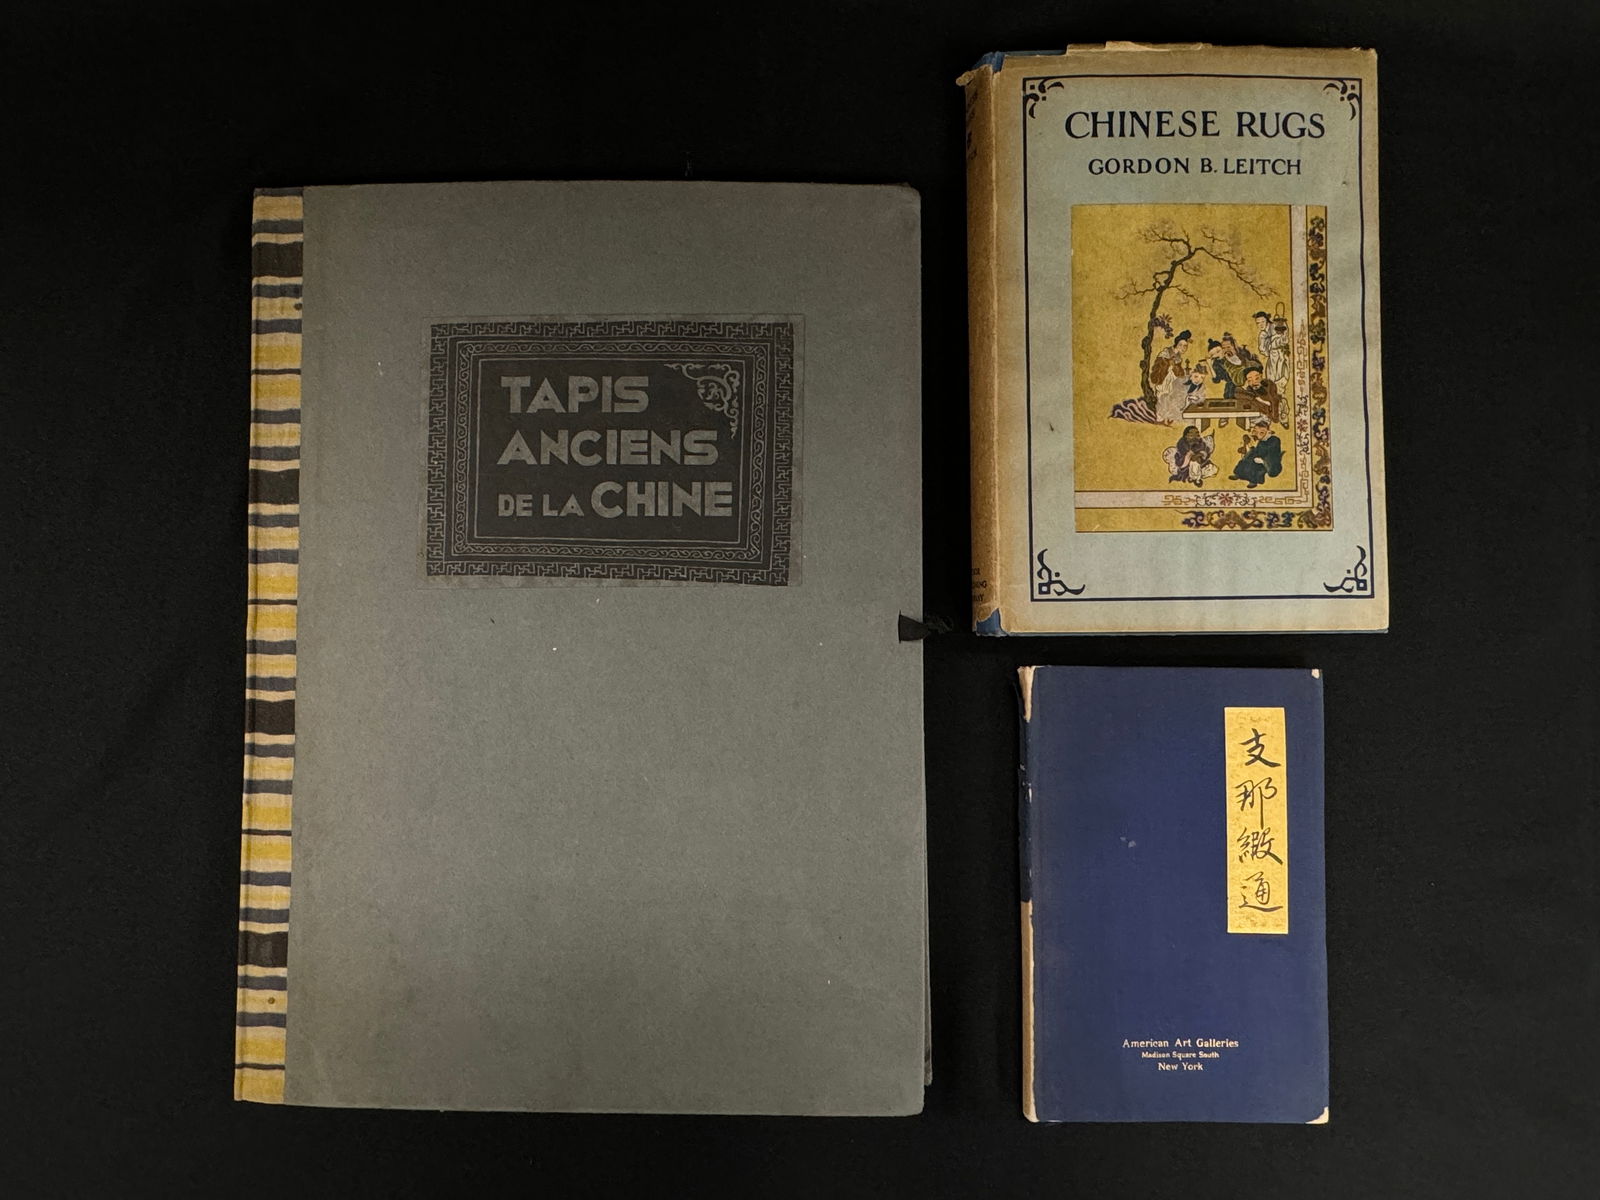 TAPIS
ANCIENS
DE LA CHINE
CHINESE RUGS
GORDON B. LEITCH
支那緞通
American Art Galleries
Madison Square South
New York